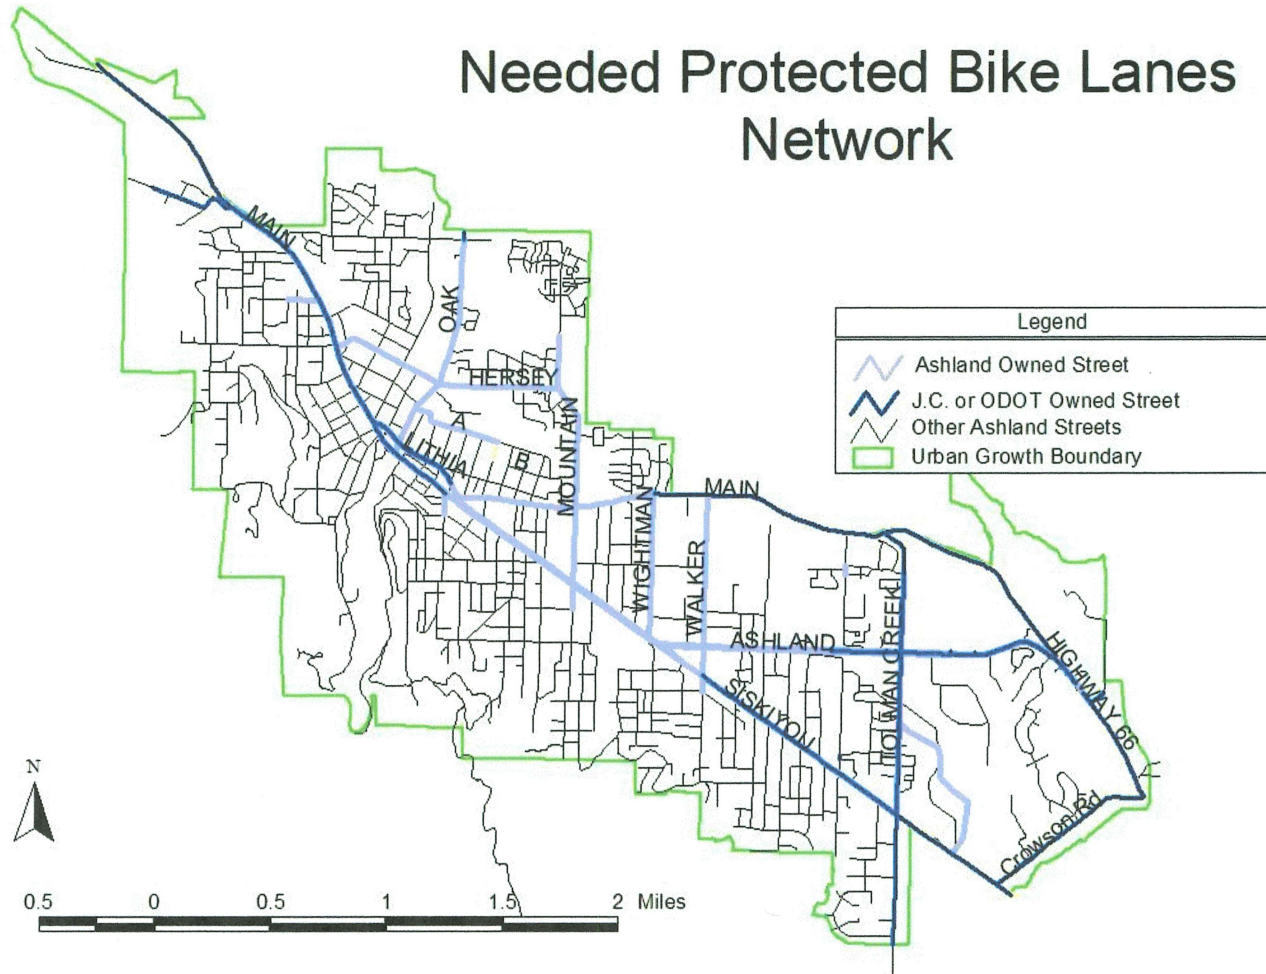 Needed Protected Bike Lanes
Network
MAIN
OAK
HERSEY
A
LITHIA
B
MOUNTAIN
MAIN
WIGHTMAN
WALKER
ASHLAND
TOLMAN CREEK
SISKIYON
HIGHWAY 66
Crowson Rd
Legend
Ashland Owned Street
J.C. or ODOT Owned Street
Other Ashland Streets
Urban Growth Boundary
N
0.5 0 0.5 1 1.5 2 Miles